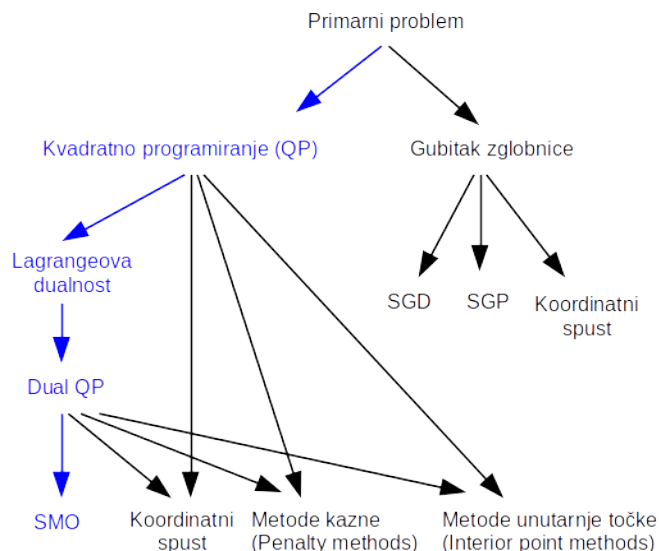 Primarni problem
Kvadratno programiranje (QP)
Gubitak zglobnice
Lagrangeova
dualnost
SGD
SGP
Koordinatni
spust
Dual QP
SMO
Koordinatni
spust
Metode kazne
(Penalty methods)
Metode unutarnje točke
(Interior point methods)